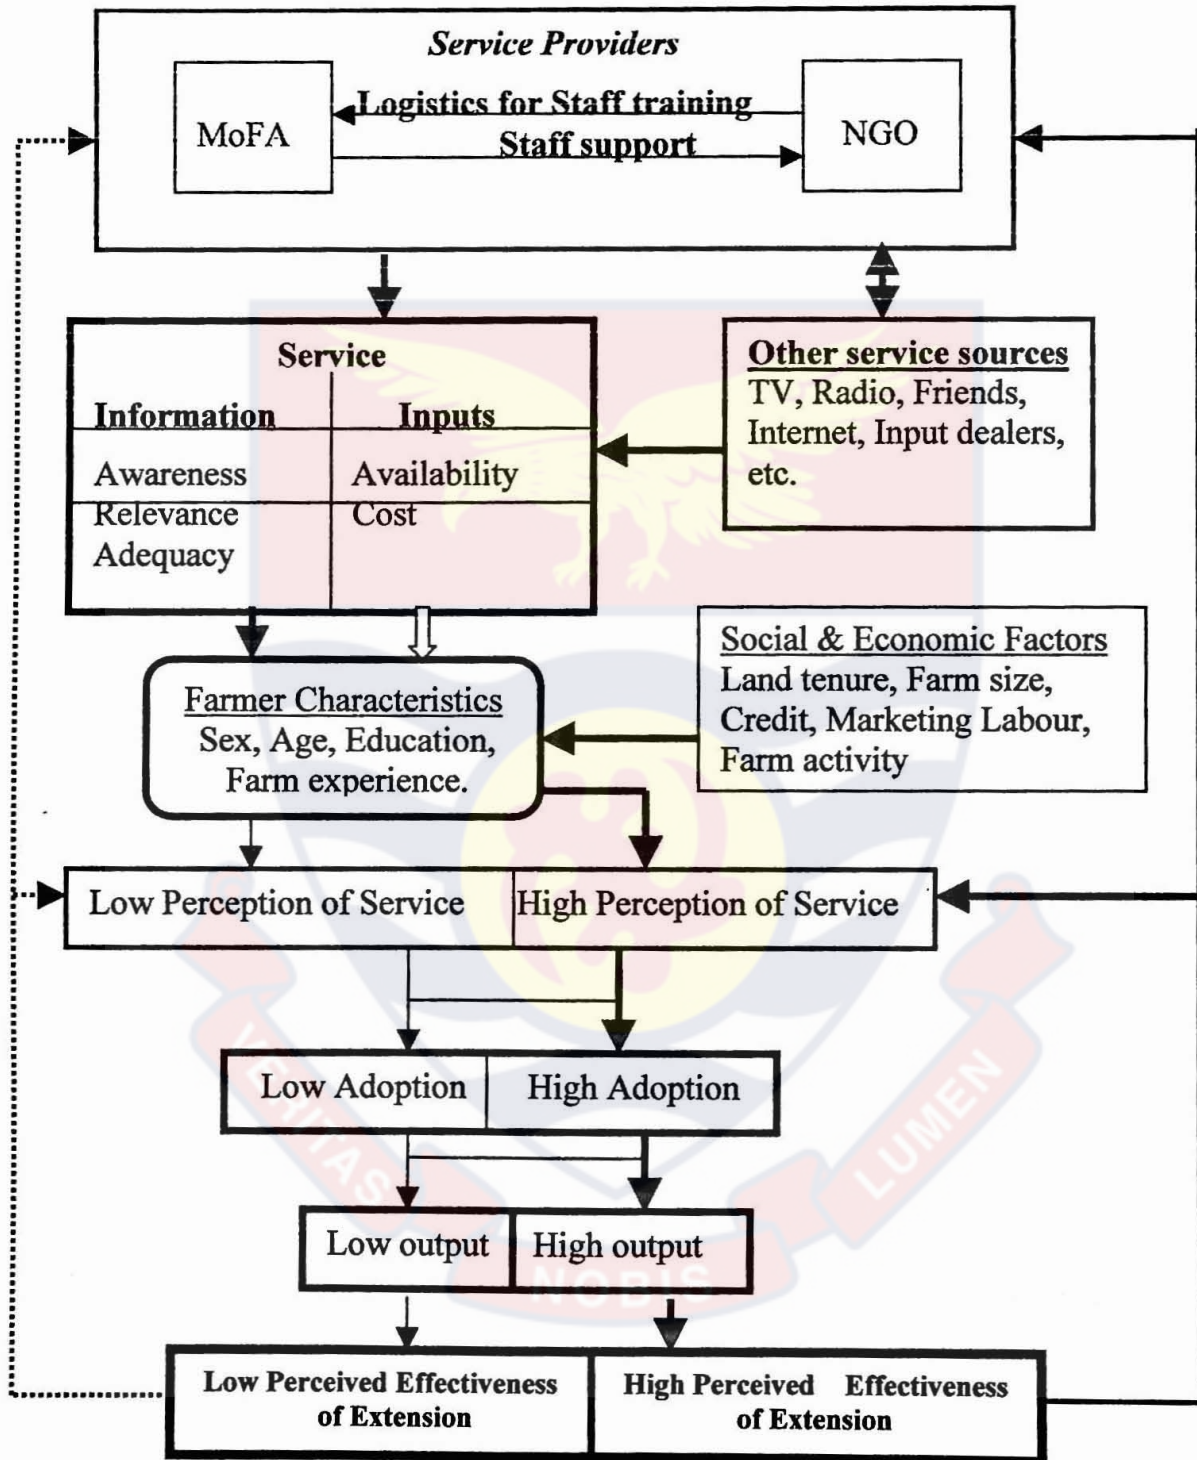 Service Providers
MoFA
Logistics for Staff training
Staff support
NGO
Service
Information Inputs
Awareness Availability
Relevance Cost
Adequacy
Other service sources
TV, Radio, Friends,
Internet, Input dealers,
etc.
Farmer Characteristics
Sex, Age, Education,
Farm experience.
Social & Economic Factors
Land tenure, Farm size,
Credit, Marketing Labour,
Farm activity
Low Perception of Service High Perception of Service
Low Adoption High Adoption
Low output High output
Low Perceived Effectiveness
of Extension
High Perceived Effectiveness
of Extension
VERITAS
NOBIS
LUMEN